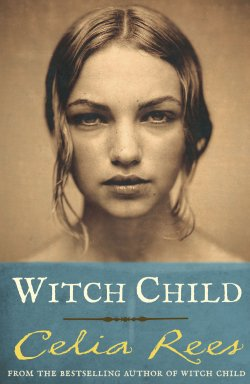 WITCH CHILD
Celia Rees
FROM THE BESTSELLING AUTHOR OF WITCH CHILD